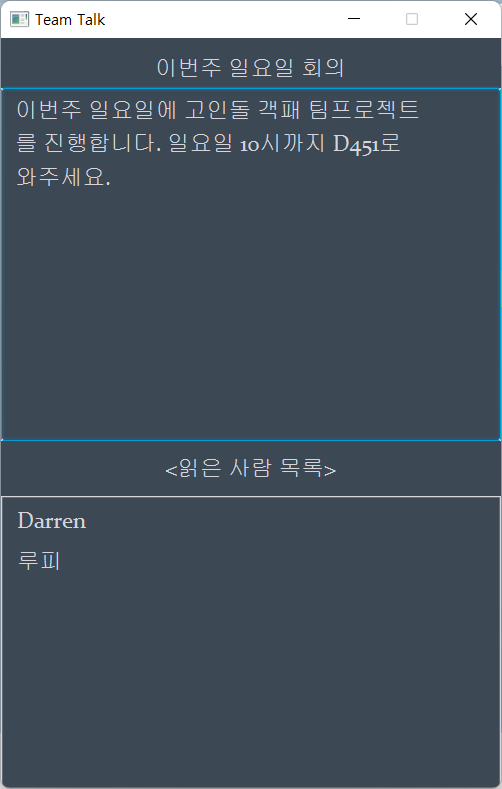 Team Talk
이번주 일요일 회의
이번주 일요일에 고인돌 객패 팀프로젝트
를 진행합니다. 일요일 10시까지 D451로
와주세요.
<읽은 사람 목록>
Darren
루피